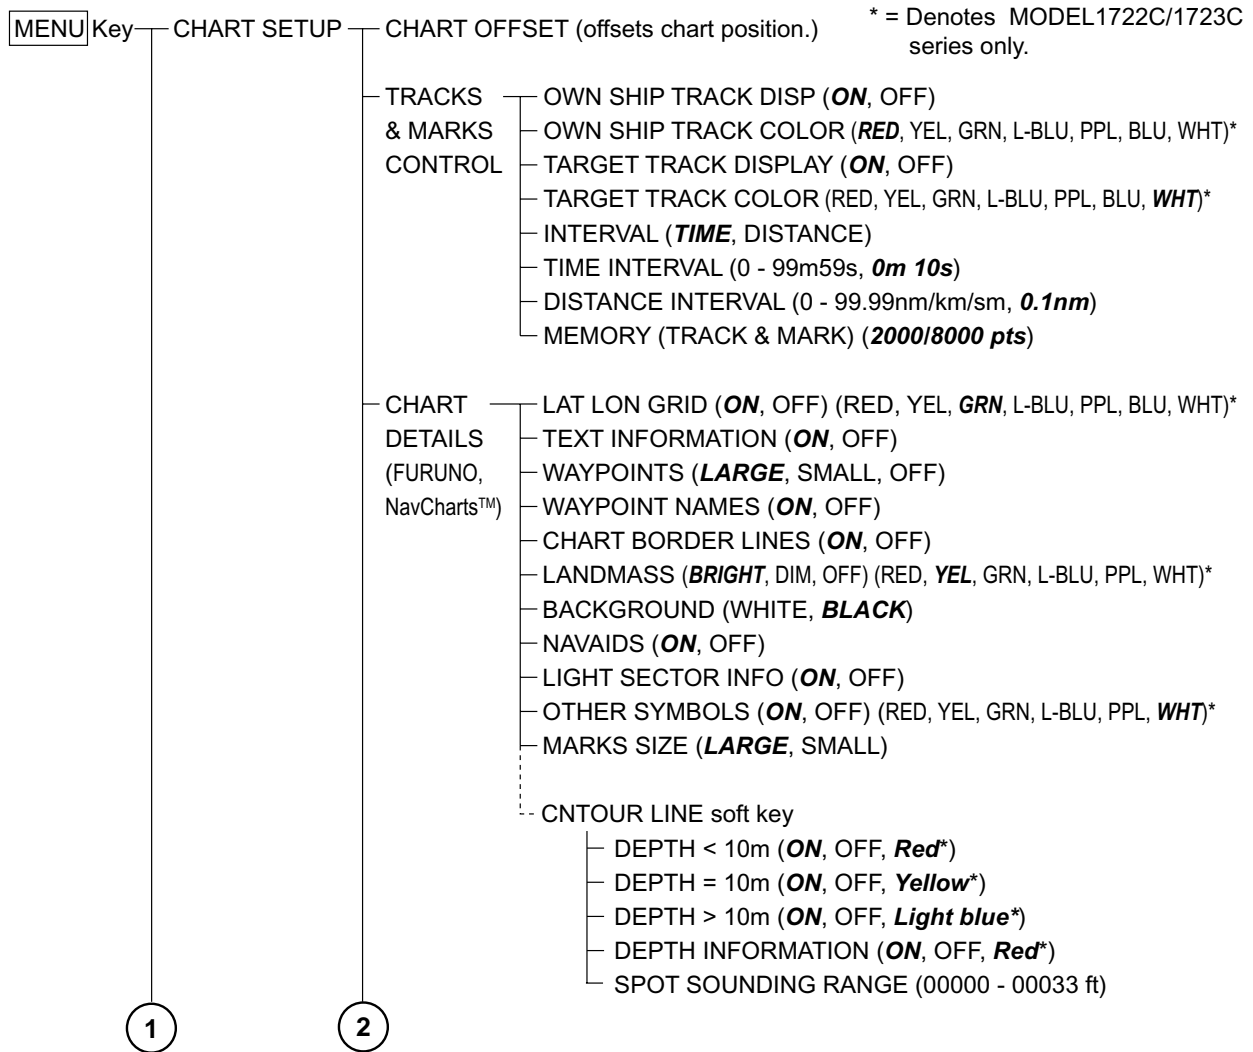 MENU Key CHART SETUP CHART OFFSET (offsets chart position.)
* = Denotes MODEL1722C/1723C
series only.
TRACKS
& MARKS
CONTROL
OWN SHIP TRACK DISP (ON, OFF)
OWN SHIP TRACK COLOR (RED, YEL, GRN, L-BLU, PPL, BLU, WHT)*
TARGET TRACK DISPLAY (ON, OFF)
TARGET TRACK COLOR (RED, YEL, GRN, L-BLU, PPL, BLU, WHT)*
INTERVAL (TIME, DISTANCE)
TIME INTERVAL (0 - 99m59s, 0m 10s)
DISTANCE INTERVAL (0 - 99.99nm/km/sm, 0.1nm)
MEMORY (TRACK & MARK) (2000/8000 pts)
CHART
DETAILS
(FURUNO,
NavCharts™)
LAT LON GRID (ON, OFF) (RED, YEL, GRN, L-BLU, PPL, BLU, WHT)*
TEXT INFORMATION (ON, OFF)
WAYPOINTS (LARGE, SMALL, OFF)
WAYPOINT NAMES (ON, OFF)
CHART BORDER LINES (ON, OFF)
LANDMASS (BRIGHT, DIM, OFF) (RED, YEL, GRN, L-BLU, PPL, WHT)*
BACKGROUND (WHITE, BLACK)
NAVAIDS (ON, OFF)
LIGHT SECTOR INFO (ON, OFF)
OTHER SYMBOLS (ON, OFF) (RED, YEL, GRN, L-BLU, PPL, WHT)*
MARKS SIZE (LARGE, SMALL)
CNTOUR LINE soft key
DEPTH < 10m (ON, OFF, Red*)
DEPTH = 10m (ON, OFF, Yellow*)
DEPTH > 10m (ON, OFF, Light blue*)
DEPTH INFORMATION (ON, OFF, Red*)
SPOT SOUNDING RANGE (00000 - 00033 ft)
1 2